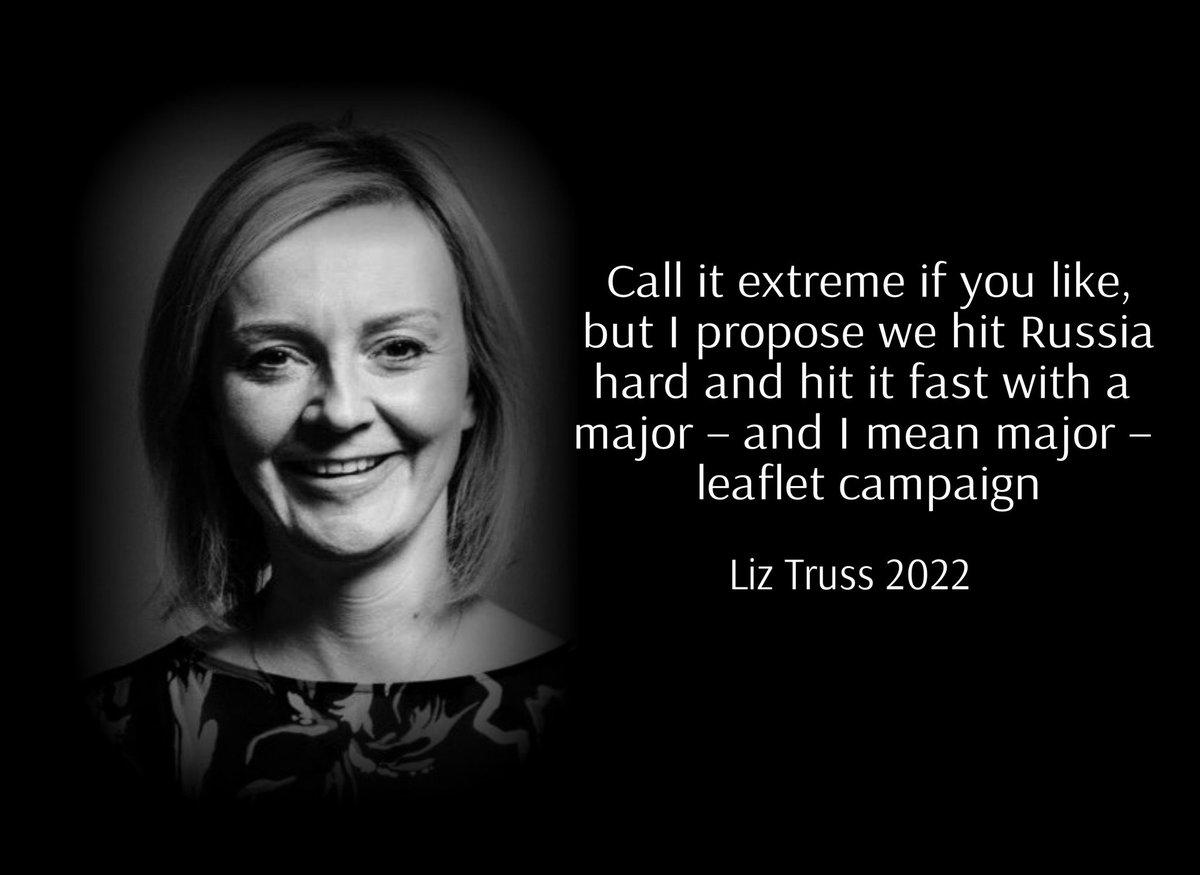 Call it extreme if you like,
but I propose we hit Russia
hard and hit it fast with a
major – and I mean major –
leaflet campaign
Liz Truss 2022